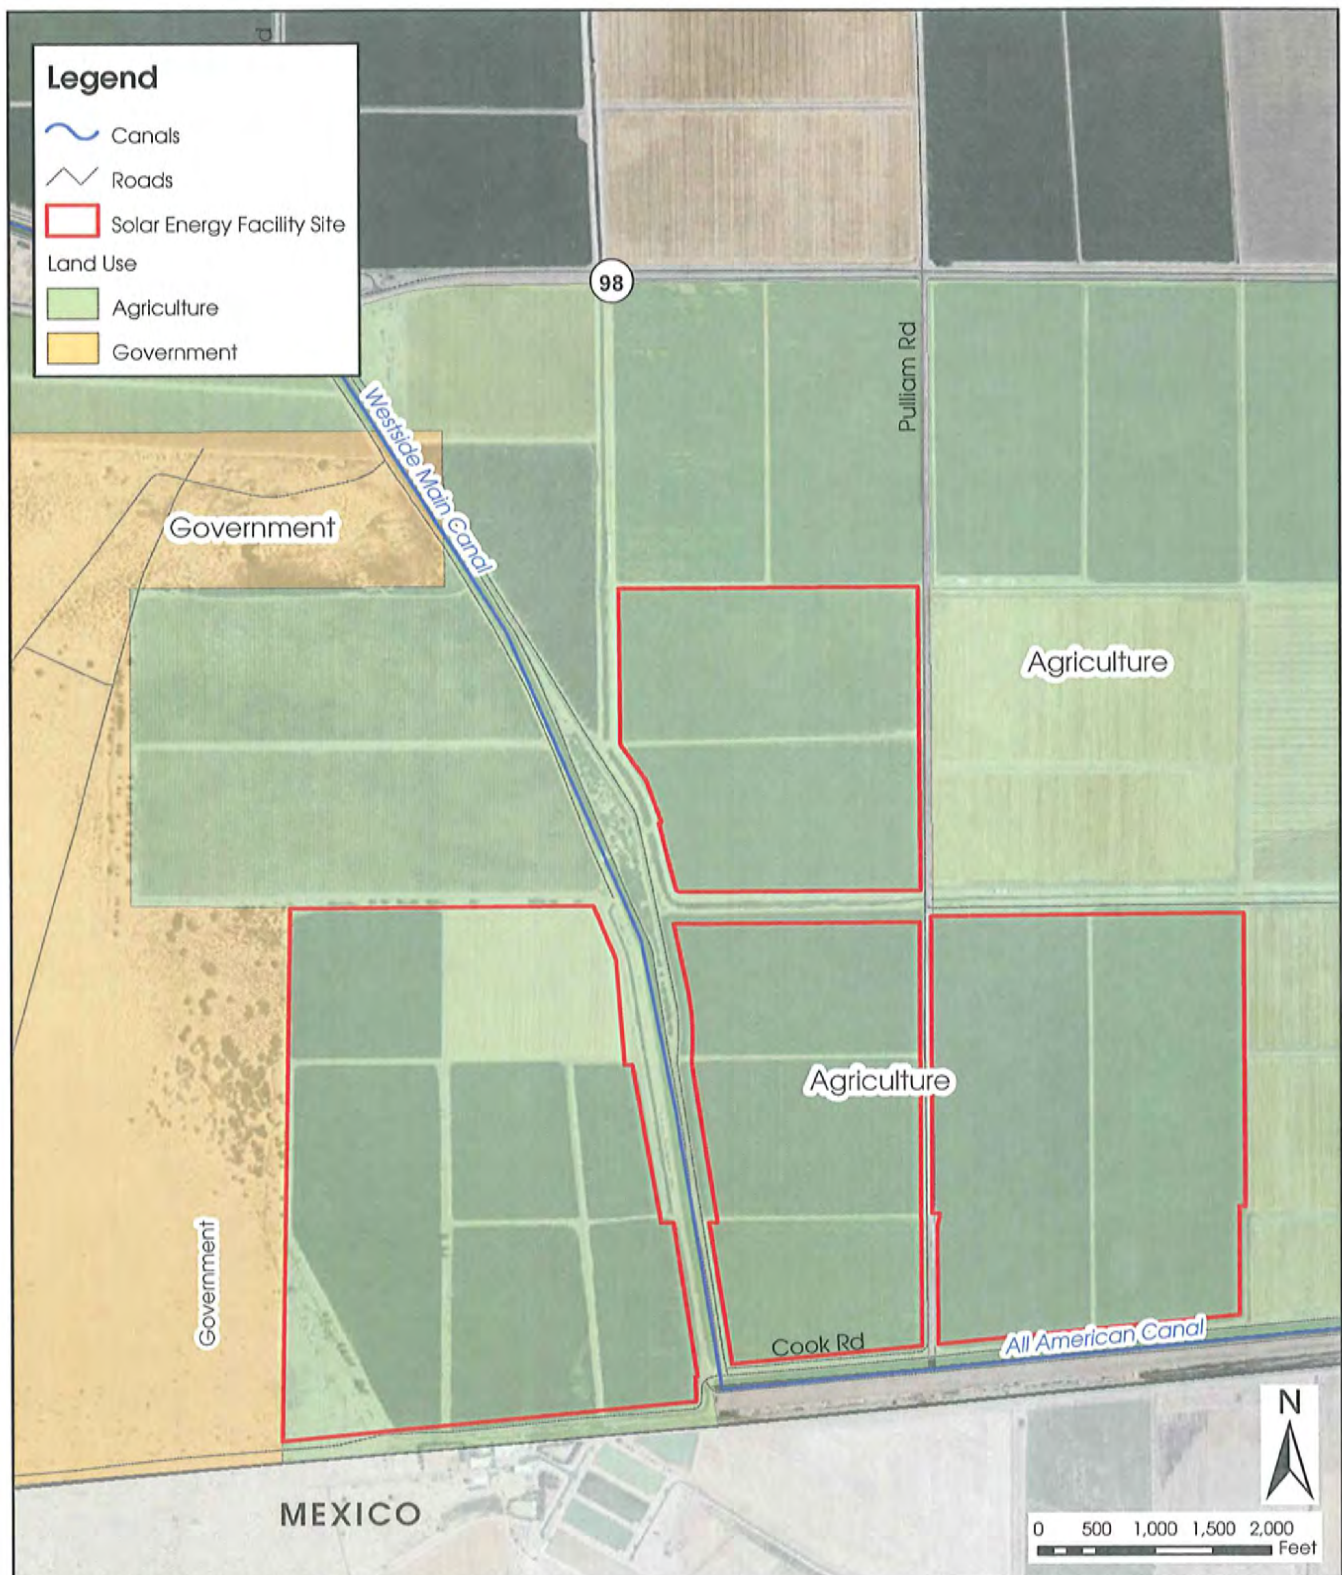 Legend
Canals
Roads
Solar Energy Facility Site
Land Use
Agriculture
Government
98
Pulliam Rd
Westside Main Canal
Government
Agriculture
Agriculture
Government
Cook Rd
All American Canal
MEXICO
N
0 500 1,000 1,500 2,000
Feet